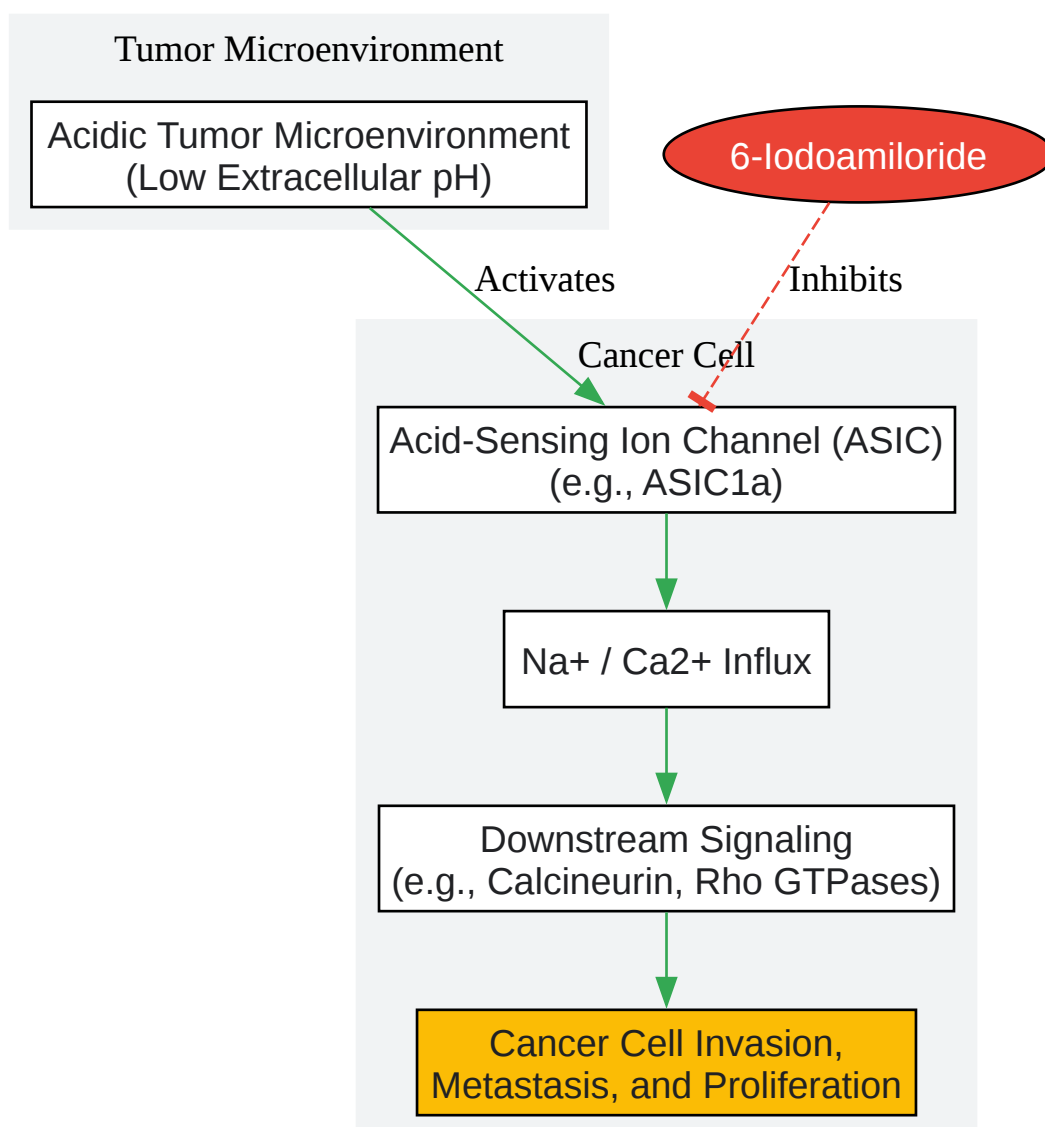 Tumor Microenvironment
Acidic Tumor Microenvironment
(Low Extracellular pH)
6-Iodoamiloride
Activates
Inhibits
Cancer Cell
Acid-Sensing Ion Channel (ASIC)
(e.g., ASIC1a)
Na+ / Ca2+ Influx
Downstream Signaling
(e.g., Calcineurin, Rho GTPases)
Cancer Cell Invasion,
Metastasis, and Proliferation